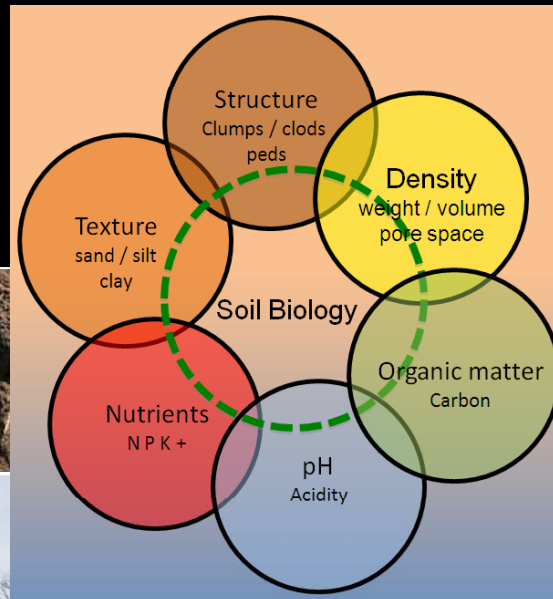 Structure
Clumps / clods
peds
Density
weight / volume
pore space
Texture
sand / silt
clay
Soil Biology
Organic matter
Carbon
Nutrients
N P K +
pH
Acidity